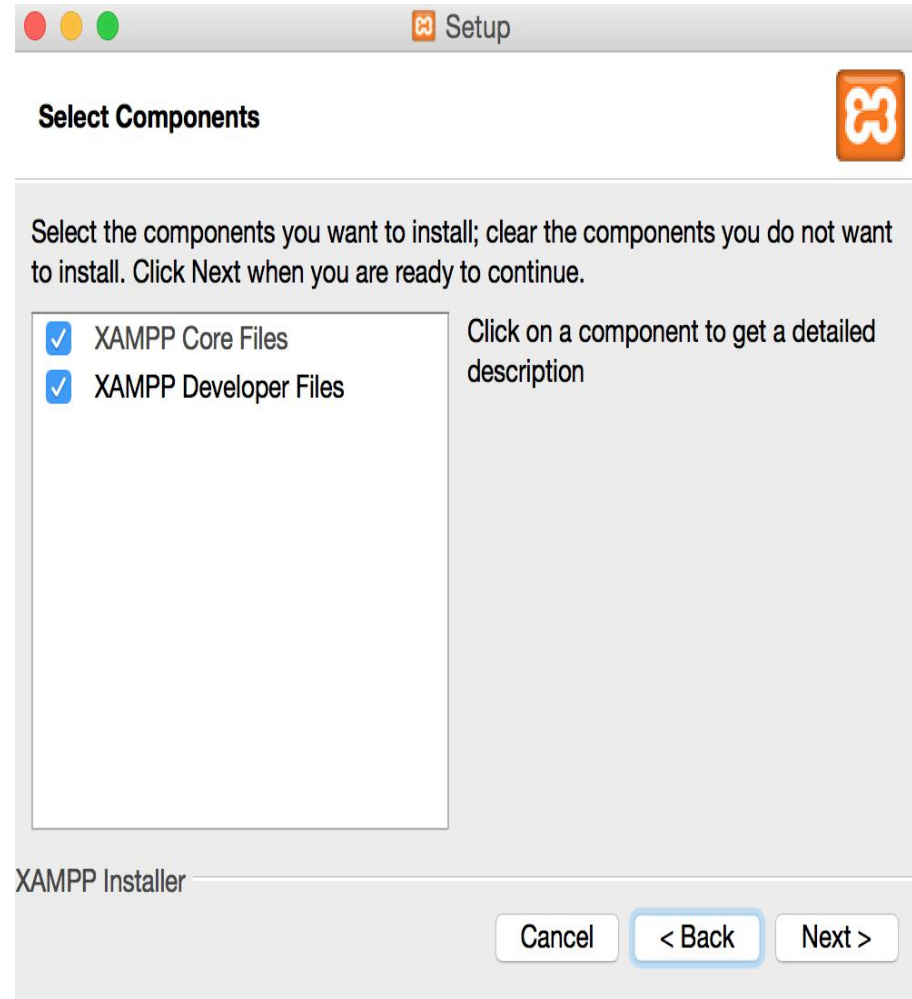 Setup
Select Components
Select the components you want to install; clear the components you do not want
to install. Click Next when you are ready to continue.
XAMPP Core Files
XAMPP Developer Files
Click on a component to get a detailed
description
XAMPP Installer
Cancel
< Back
Next >